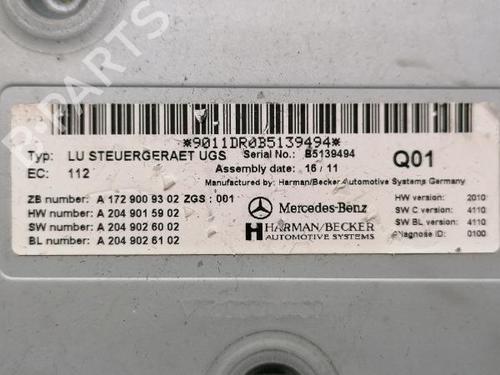 B-PARTS
*9011DR0B5139494*
Typ: LU STEUERGERAET UGS Serial No.: B5139494 Q01
EC: 112 Assembly date: 16 / 11
Manufactured by: Harman/Becker Automotive Systems Germany
ZB number: A 172 900 93 02 ZGS : 001 Mercedes-Benz HW version: 2010
HW number: A 204 901 59 02 SW C version: 4110
SW number: A 204 902 60 02 HARMAN/BECKER SW BL version: 4110
BL number: A 204 902 61 02 AUTOMOTIVE SYSTEMS Diagnose ID: 0100